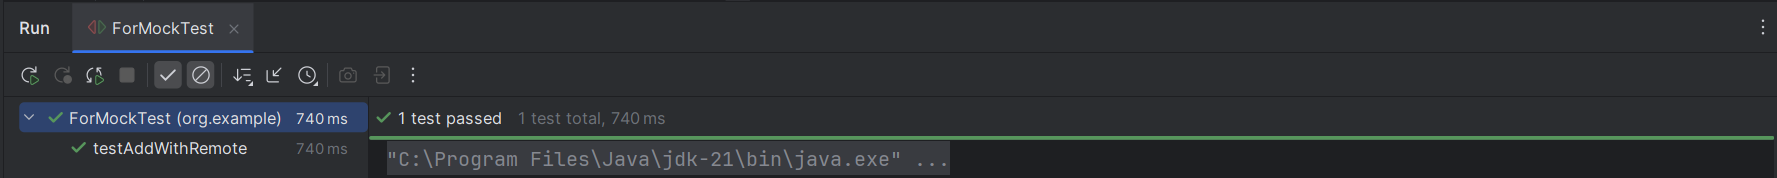 Run ForMockTest
ForMockTest (org.example) 740 ms
1 test passed 1 test total, 740 ms
testAddWithRemote 740 ms
"C:\Program Files\Java\jdk-21\bin\java.exe" ...